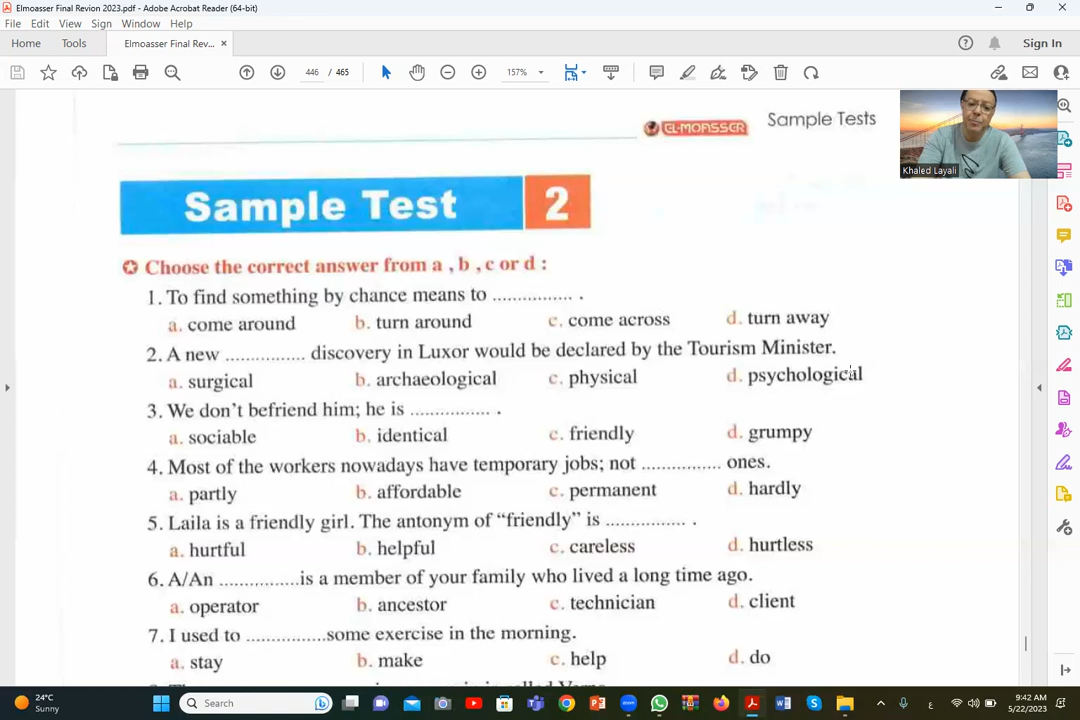 Elmoasser Final Revion 2023.pdf - Adobe Acrobat Reader (64-bit)
File Edit View Sign Window Help
Home Tools Elmoasser Final Rev... × Sign In
446 / 465 157%
EL-MOASSER Sample Tests
Khaled Layali
Sample Test 2
Choose the correct answer from a , b , c or d :
1. To find something by chance means to ................ .
a. come around b. turn around c. come across d. turn away
2. A new ................ discovery in Luxor would be declared by the Tourism Minister.
a. surgical b. archaeological c. physical d. psychological
3. We don't befriend him; he is ................ .
a. sociable b. identical c. friendly d. grumpy
4. Most of the workers nowadays have temporary jobs; not ................ ones.
a. partly b. affordable c. permanent d. hardly
5. Laila is a friendly girl. The antonym of "friendly" is ................ .
a. hurtful b. helpful c. careless d. hurtless
6. A/An ................is a member of your family who lived a long time ago.
a. operator b. ancestor c. technician d. client
7. I used to ................some exercise in the morning.
a. stay b. make c. help d. do
24°C
Sunny
Search
ع
9:42 AM
5/22/2023